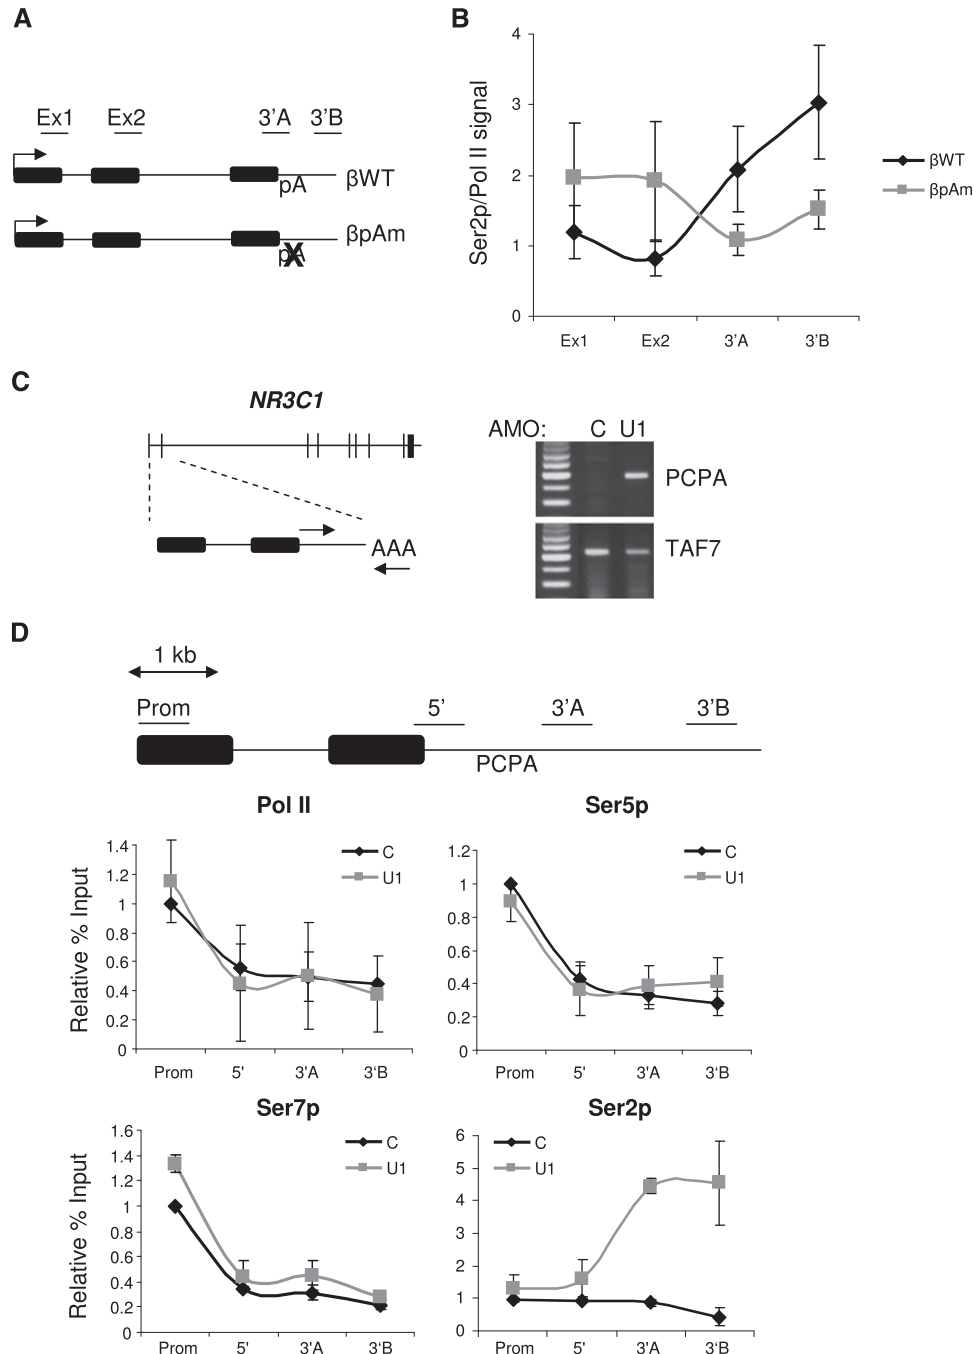 A
Ex1 Ex2 3'A 3'B
pA
βWT
pA
βpAm
B
Ser2p/Pol II signal
4
3
2
1
0
Ex1 Ex2 3'A 3'B
βWT
βpAm
C
NR3C1
AAA
AMO: C U1
PCPA
TAF7
D
1 kb
Prom 5' 3'A 3'B
PCPA
Pol II
Relative % Input
1.4
1.2
1
0.8
0.6
0.4
0.2
0
C
U1
Prom 5' 3'A 3'B
Ser5p
1.2
1
0.8
0.6
0.4
0.2
0
C
U1
Prom 5' 3'A 3'B
Ser7p
Relative % Input
1.6
1.4
1.2
1
0.8
0.6
0.4
0.2
0
C
U1
Prom 5' 3'A 3'B
Ser2p
6
5
4
3
2
1
0
C
U1
Prom 5' 3'A 3'B